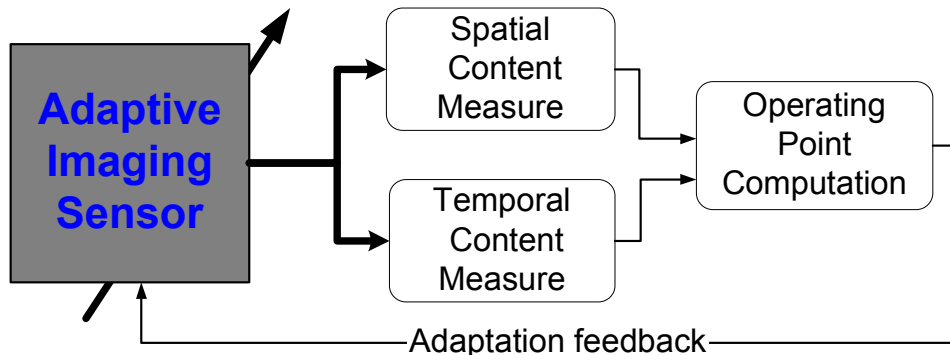 Adaptive
Imaging
Sensor
Spatial
Content
Measure
Temporal
Content
Measure
Operating
Point
Computation
Adaptation feedback